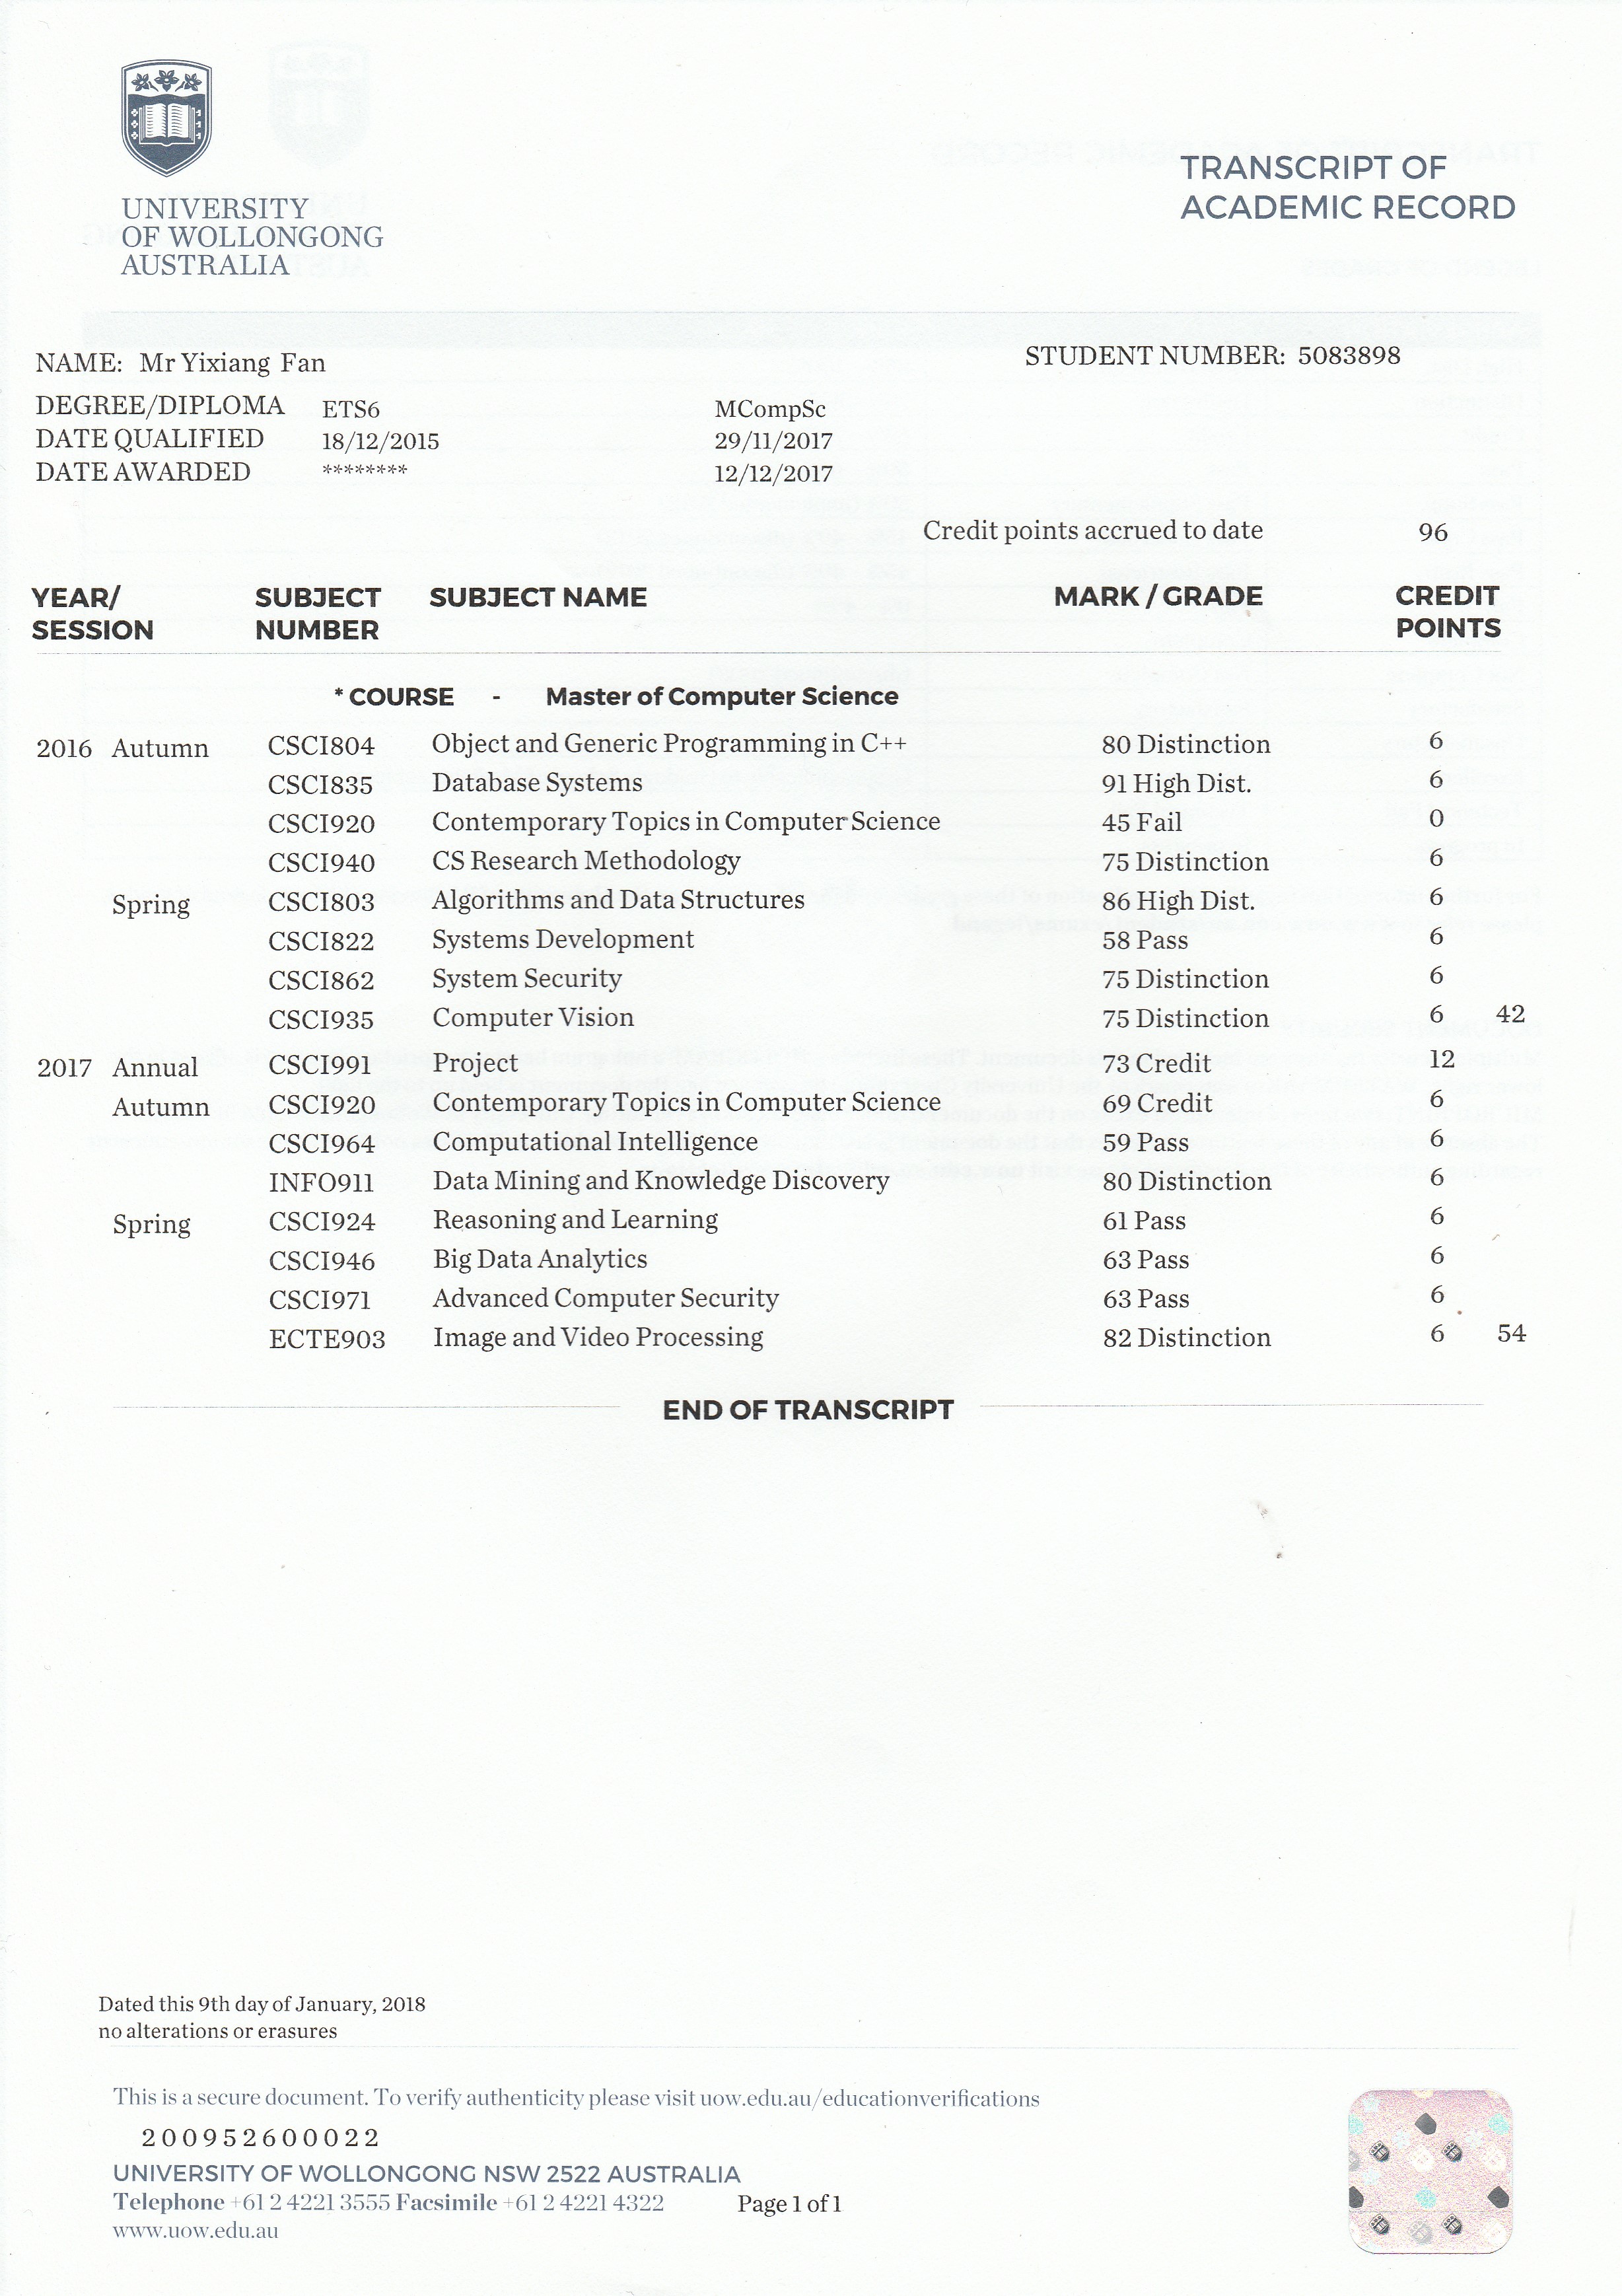 UNIVERSITY
OF WOLLONGONG
AUSTRALIA
TRANSCRIPT OF
ACADEMIC RECORD
NAME: Mr Yixiang Fan STUDENT NUMBER: 5083898
DEGREE/DIPLOMA ETS6 MCompSc
DATE QUALIFIED 18/12/2015 29/11/2017
DATE AWARDED ******** 12/12/2017
Credit points accrued to date 96
YEAR/ SUBJECT SUBJECT NAME MARK / GRADE CREDIT
SESSION NUMBER POINTS
* COURSE - Master of Computer Science
2016 Autumn CSCI804 Object and Generic Programming in C++ 80 Distinction 6
CSCI835 Database Systems 91 High Dist. 6
CSCI920 Contemporary Topics in Computer Science 45 Fail 0
CSCI940 CS Research Methodology 75 Distinction 6
Spring CSCI803 Algorithms and Data Structures 86 High Dist. 6
CSCI822 Systems Development 58 Pass 6
CSCI862 System Security 75 Distinction 6
CSCI935 Computer Vision 75 Distinction 6 42
2017 Annual CSCI991 Project 73 Credit 12
Autumn CSCI920 Contemporary Topics in Computer Science 69 Credit 6
CSCI964 Computational Intelligence 59 Pass 6
INFO911 Data Mining and Knowledge Discovery 80 Distinction 6
Spring CSCI924 Reasoning and Learning 61 Pass 6
CSCI946 Big Data Analytics 63 Pass 6
CSCI971 Advanced Computer Security 63 Pass 6
ECTE903 Image and Video Processing 82 Distinction 6 54
END OF TRANSCRIPT
Dated this 9th day of January, 2018
no alterations or erasures
This is a secure document. To verify authenticity please visit uow.edu.au/educationverifications
200952600022
UNIVERSITY OF WOLLONGONG NSW 2522 AUSTRALIA
Telephone +61 2 4221 3555 Facsimile +61 2 4221 4322 Page 1 of 1
www.uow.edu.au